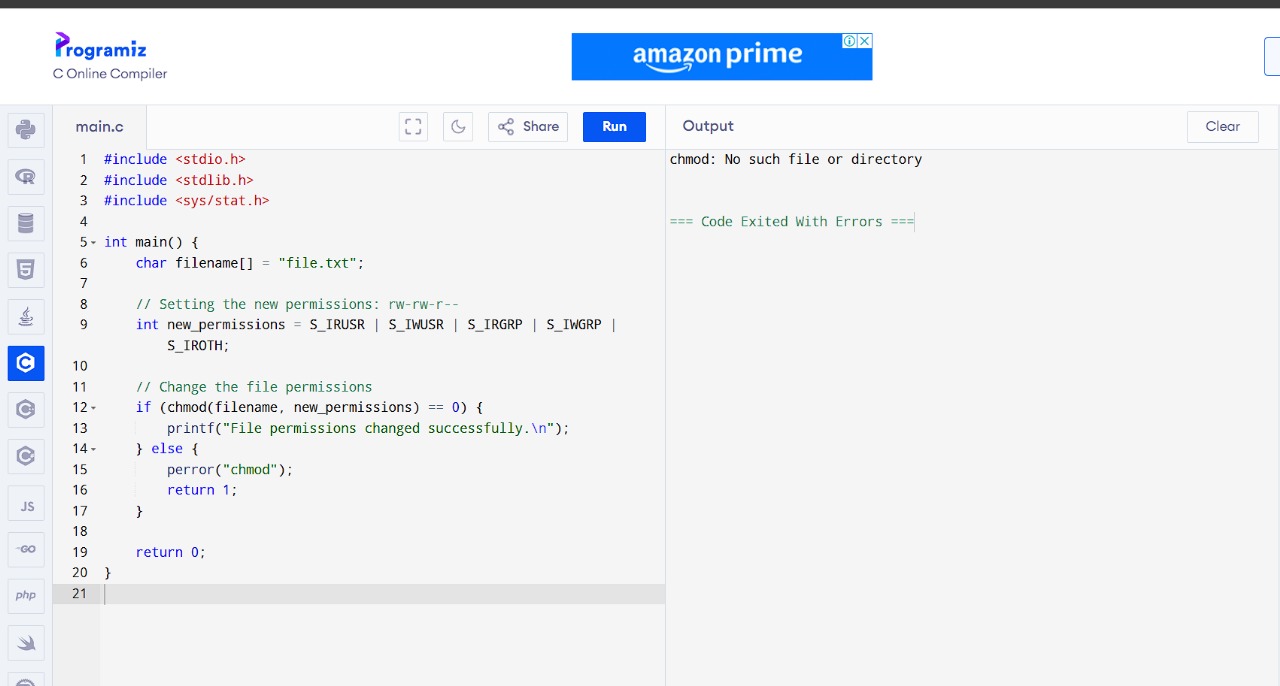 Programiz
C Online Compiler
amazon prime
main.c
Share
Run
Output
Clear
1 #include <stdio.h>
2 #include <stdlib.h>
3 #include <sys/stat.h>
4
5 int main() {
6 char filename[] = "file.txt";
7
8 // Setting the new permissions: rw-rw-r--
9 int new_permissions = S_IRUSR | S_IWUSR | S_IRGRP | S_IWGRP |
S_IROTH;
10
11 // Change the file permissions
12 if (chmod(filename, new_permissions) == 0) {
13 printf("File permissions changed successfully.\n");
14 } else {
15 perror("chmod");
16 return 1;
17 }
18
19 return 0;
20 }
21
chmod: No such file or directory
=== Code Exited With Errors ===
R
5
C
C
C
JS
GO
php